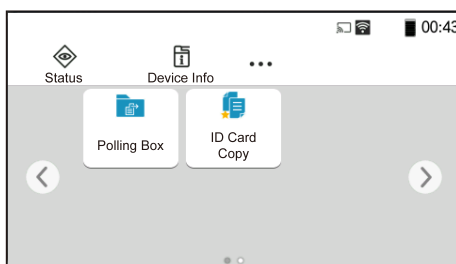 00:43
Status
Device Info
Polling Box
ID Card
Copy